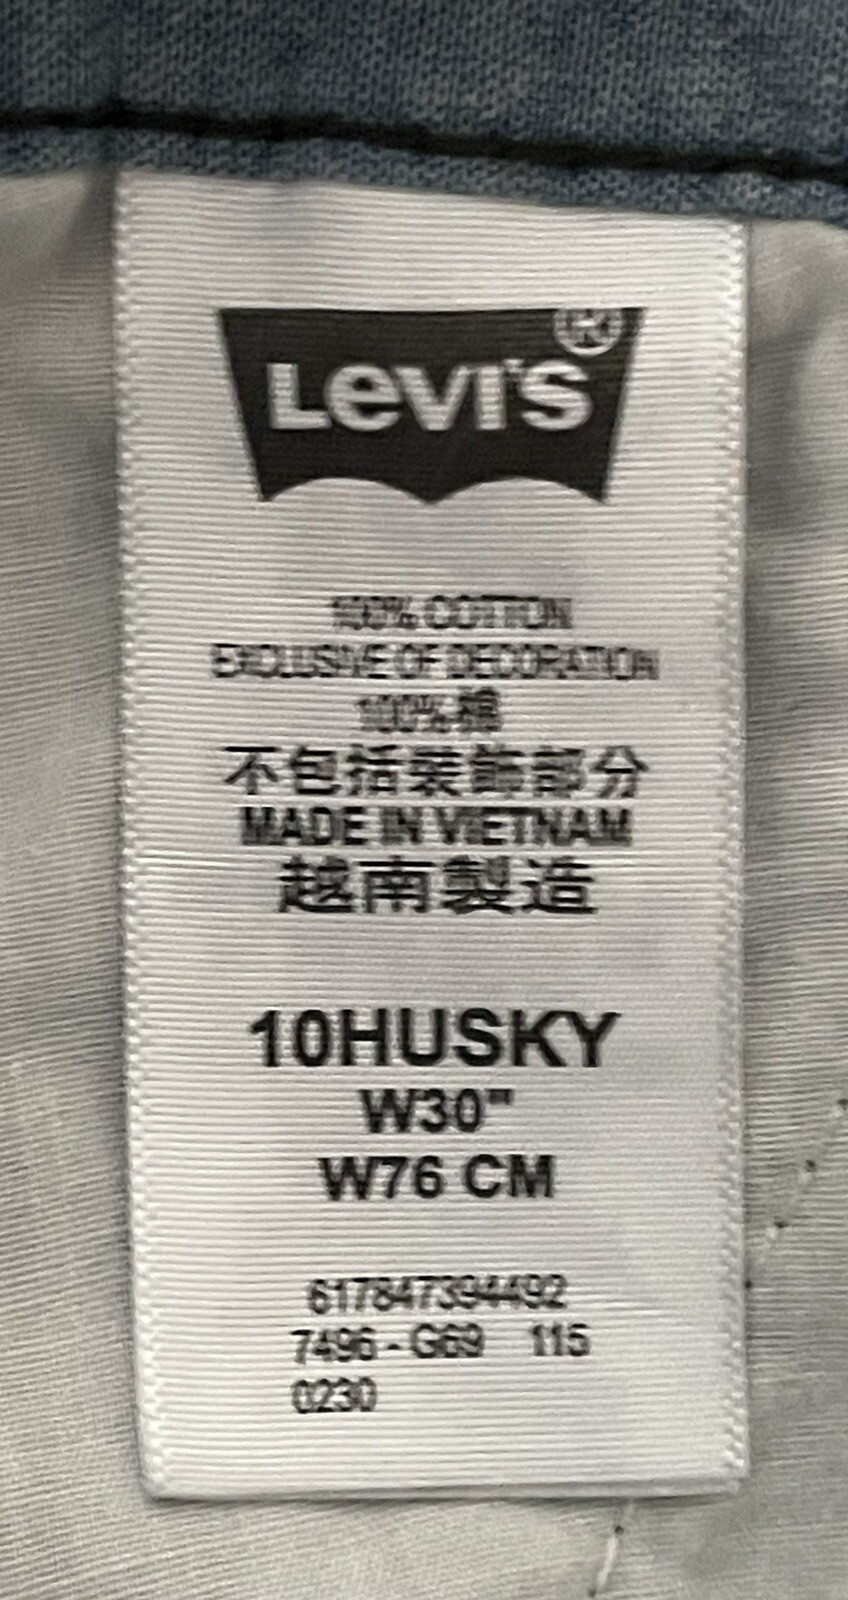 Levi's®
100% COTTON
EXCLUSIVE OF DECORATION
100%棉
不包括裝飾部分
MADE IN VIETNAM
越南製造
10HUSKY
W30"
W76 CM
617847394492
7496 - G69 115
0230